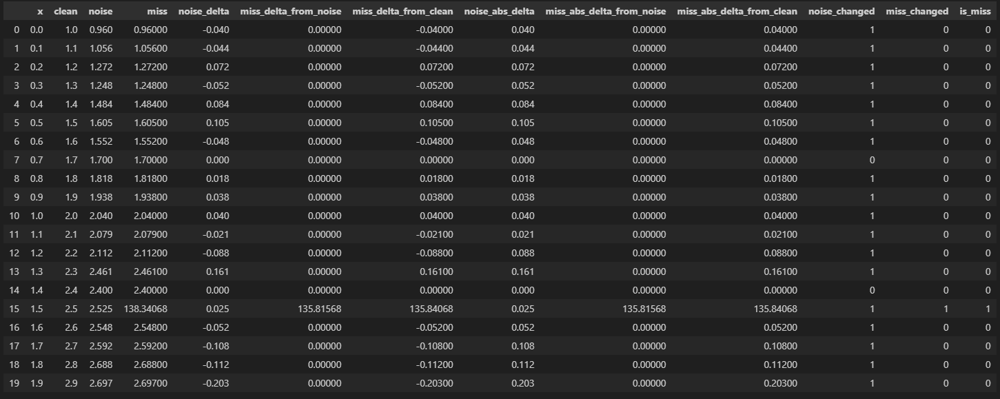 x clean noise miss noise_delta miss_delta_from_noise miss_delta_from_clean noise_abs_delta miss_abs_delta_from_noise miss_abs_delta_from_clean noise_changed miss_changed is_miss
0 0.0 1.0 0.960 0.96000 -0.040 0.00000 -0.04000 0.040 0.00000 0.04000 1 0 0
1 0.1 1.1 1.056 1.05600 -0.044 0.00000 -0.04400 0.044 0.00000 0.04400 1 0 0
2 0.2 1.2 1.272 1.27200 0.072 0.00000 0.07200 0.072 0.00000 0.07200 1 0 0
3 0.3 1.3 1.248 1.24800 -0.052 0.00000 -0.05200 0.052 0.00000 0.05200 1 0 0
4 0.4 1.4 1.484 1.48400 0.084 0.00000 0.08400 0.084 0.00000 0.08400 1 0 0
5 0.5 1.5 1.605 1.60500 0.105 0.00000 0.10500 0.105 0.00000 0.10500 1 0 0
6 0.6 1.6 1.552 1.55200 -0.048 0.00000 -0.04800 0.048 0.00000 0.04800 1 0 0
7 0.7 1.7 1.700 1.70000 0.000 0.00000 0.00000 0.000 0.00000 0.00000 0 0 0
8 0.8 1.8 1.818 1.81800 0.018 0.00000 0.01800 0.018 0.00000 0.01800 1 0 0
9 0.9 1.9 1.938 1.93800 0.038 0.00000 0.03800 0.038 0.00000 0.03800 1 0 0
10 1.0 2.0 2.040 2.04000 0.040 0.00000 0.04000 0.040 0.00000 0.04000 1 0 0
11 1.1 2.1 2.079 2.07900 -0.021 0.00000 -0.02100 0.021 0.00000 0.02100 1 0 0
12 1.2 2.2 2.112 2.11200 -0.088 0.00000 -0.08800 0.088 0.00000 0.08800 1 0 0
13 1.3 2.3 2.461 2.46100 0.161 0.00000 0.16100 0.161 0.00000 0.16100 1 0 0
14 1.4 2.4 2.400 2.40000 0.000 0.00000 0.00000 0.000 0.00000 0.00000 0 0 0
15 1.5 2.5 2.525 138.34068 0.025 135.81568 135.84068 0.025 135.81568 135.84068 1 1 1
16 1.6 2.6 2.548 2.54800 -0.052 0.00000 -0.05200 0.052 0.00000 0.05200 1 0 0
17 1.7 2.7 2.592 2.59200 -0.108 0.00000 -0.10800 0.108 0.00000 0.10800 1 0 0
18 1.8 2.8 2.688 2.68800 -0.112 0.00000 -0.11200 0.112 0.00000 0.11200 1 0 0
19 1.9 2.9 2.697 2.69700 -0.203 0.00000 -0.20300 0.203 0.00000 0.20300 1 0 0